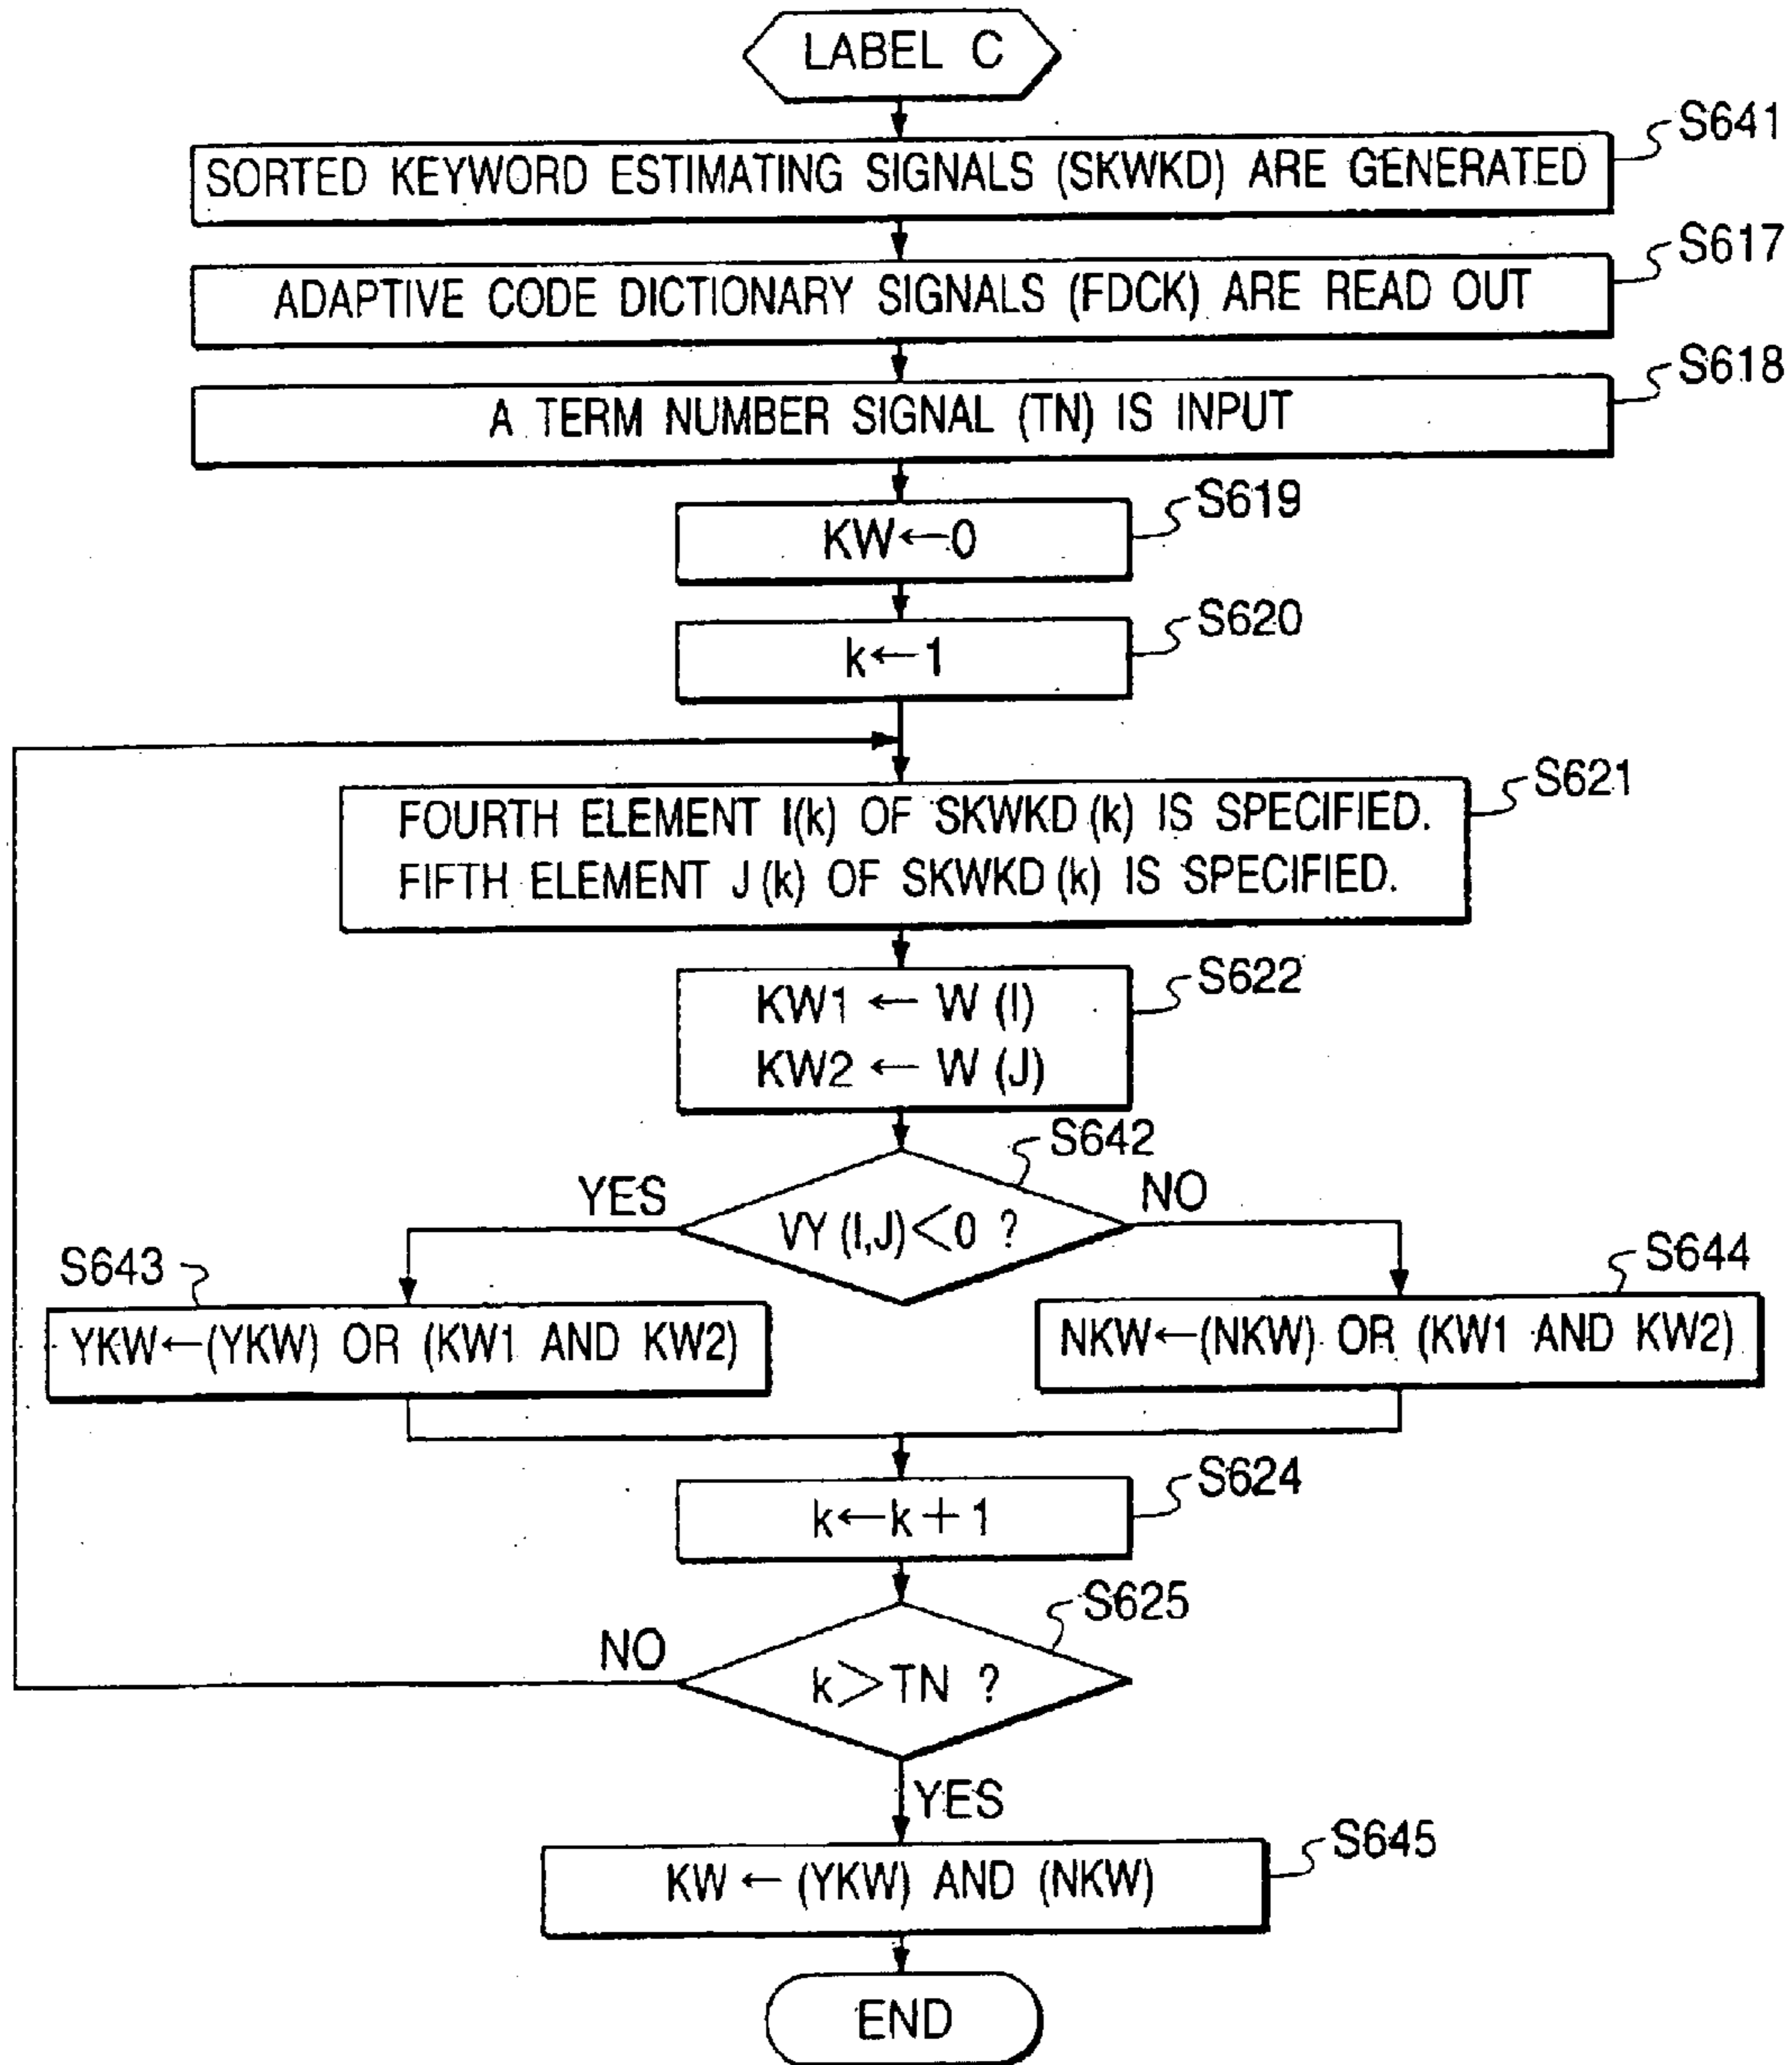 LABEL C
S641
SORTED KEYWORD ESTIMATING SIGNALS (SKWKD) ARE GENERATED
S617
ADAPTIVE CODE DICTIONARY SIGNALS (FDCK) ARE READ OUT
S618
A TERM NUMBER SIGNAL (TN) IS INPUT
S619
KW←0
S620
k←1
S621
FOURTH ELEMENT I(k) OF SKWKD(k) IS SPECIFIED.
FIFTH ELEMENT J(k) OF SKWKD(k) IS SPECIFIED.
S622
KW1 ← W(I)
KW2 ← W(J)
S642
YES
NO
VY(I,J)<0 ?
S643
S644
YKW←(YKW) OR (KW1 AND KW2)
NKW←(NKW) OR (KW1 AND KW2)
S624
k←k+1
S625
NO
k>TN ?
YES
S645
KW ← (YKW) AND (NKW)
END